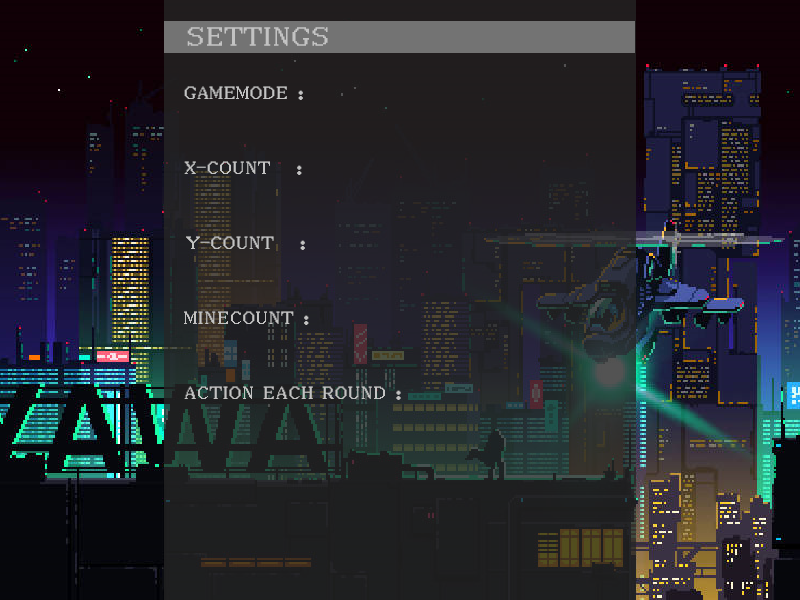 SETTINGS
GAMEMODE :
X-COUNT :
Y-COUNT :
MINECOUNT :
ACTION EACH ROUND :